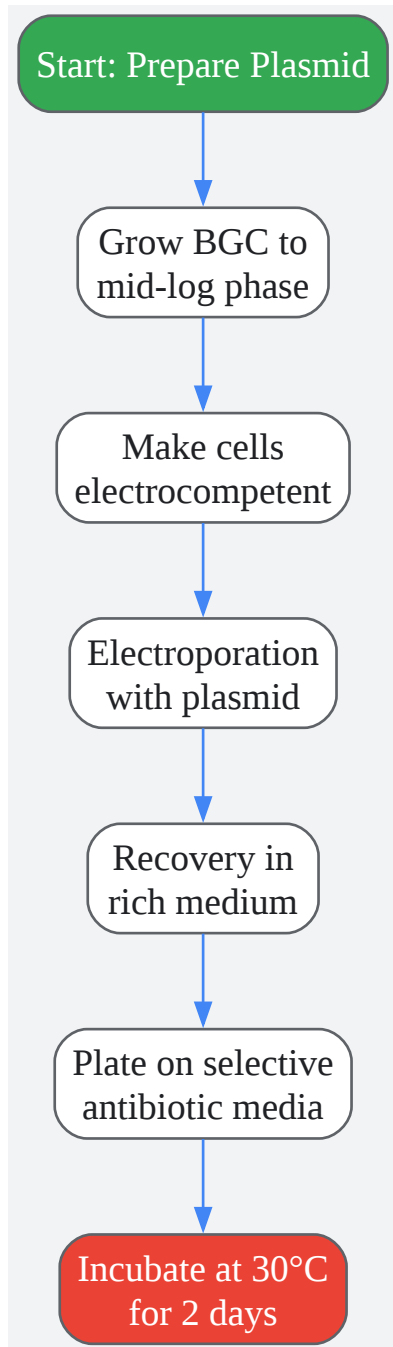 Start: Prepare Plasmid
Grow BGC to
mid-log phase
Make cells
electrocompetent
Electroporation
with plasmid
Recovery in
rich medium
Plate on selective
antibiotic media
Incubate at 30°C
for 2 days